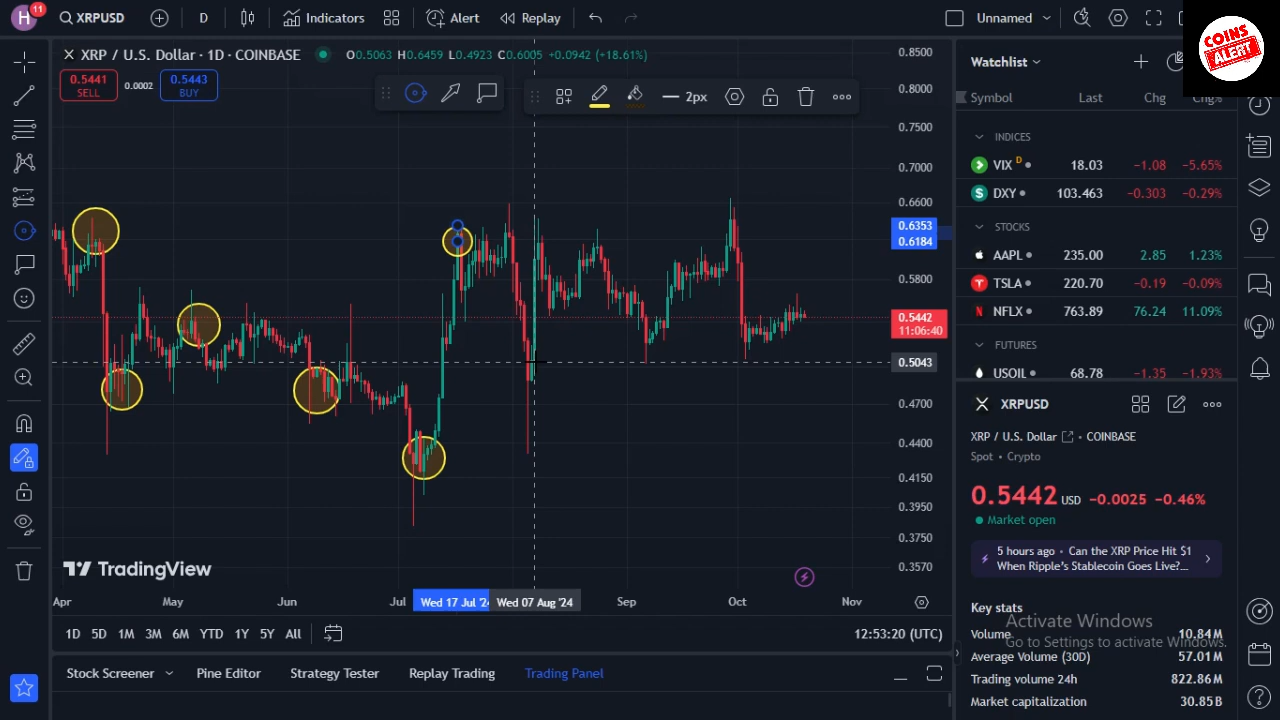 H 11 XRPUSD D Indicators Alert Replay Unnamed
COINS ALERT
XRP / U.S. Dollar · 1D · COINBASE O0.5063 H0.6459 L0.4923 C0.6005 +0.0942 (+18.61%)
0.5441 SELL 0.0002 0.5443 BUY
2px
0.8500
0.8000
0.7500
0.7000
0.6600
0.6353
0.6184
0.5800
0.5442
11:06:40
0.5043
0.4700
0.4400
0.4150
0.3950
0.3750
0.3570
TradingView
Apr May Jun Jul Wed 17 Jul '24 Wed 07 Aug '24 Sep Oct Nov
1D 5D 1M 3M 6M YTD 1Y 5Y All 12:53:20 (UTC)
Stock Screener Pine Editor Strategy Tester Replay Trading Trading Panel
Watchlist
Symbol Last Chg Chg%
INDICES
VIX D 18.03 −1.08 −5.65%
DXY 103.463 −0.303 −0.29%
STOCKS
AAPL 235.00 2.85 1.23%
TSLA 220.70 −0.19 −0.09%
NFLX 763.89 76.24 11.09%
FUTURES
USOIL 68.78 −1.35 −1.93%
XRPUSD
XRP / U.S. Dollar · COINBASE
Spot • Crypto
0.5442 USD −0.0025 −0.46%
Market open
5 hours ago • Can the XRP Price Hit $1
When Ripple's Stablecoin Goes Live?...
Key stats
Activate Windows
Go to Settings to activate Windows.
Volume 10.84M
Average Volume (30D) 57.01M
Trading volume 24h 822.86M
Market capitalization 30.85B